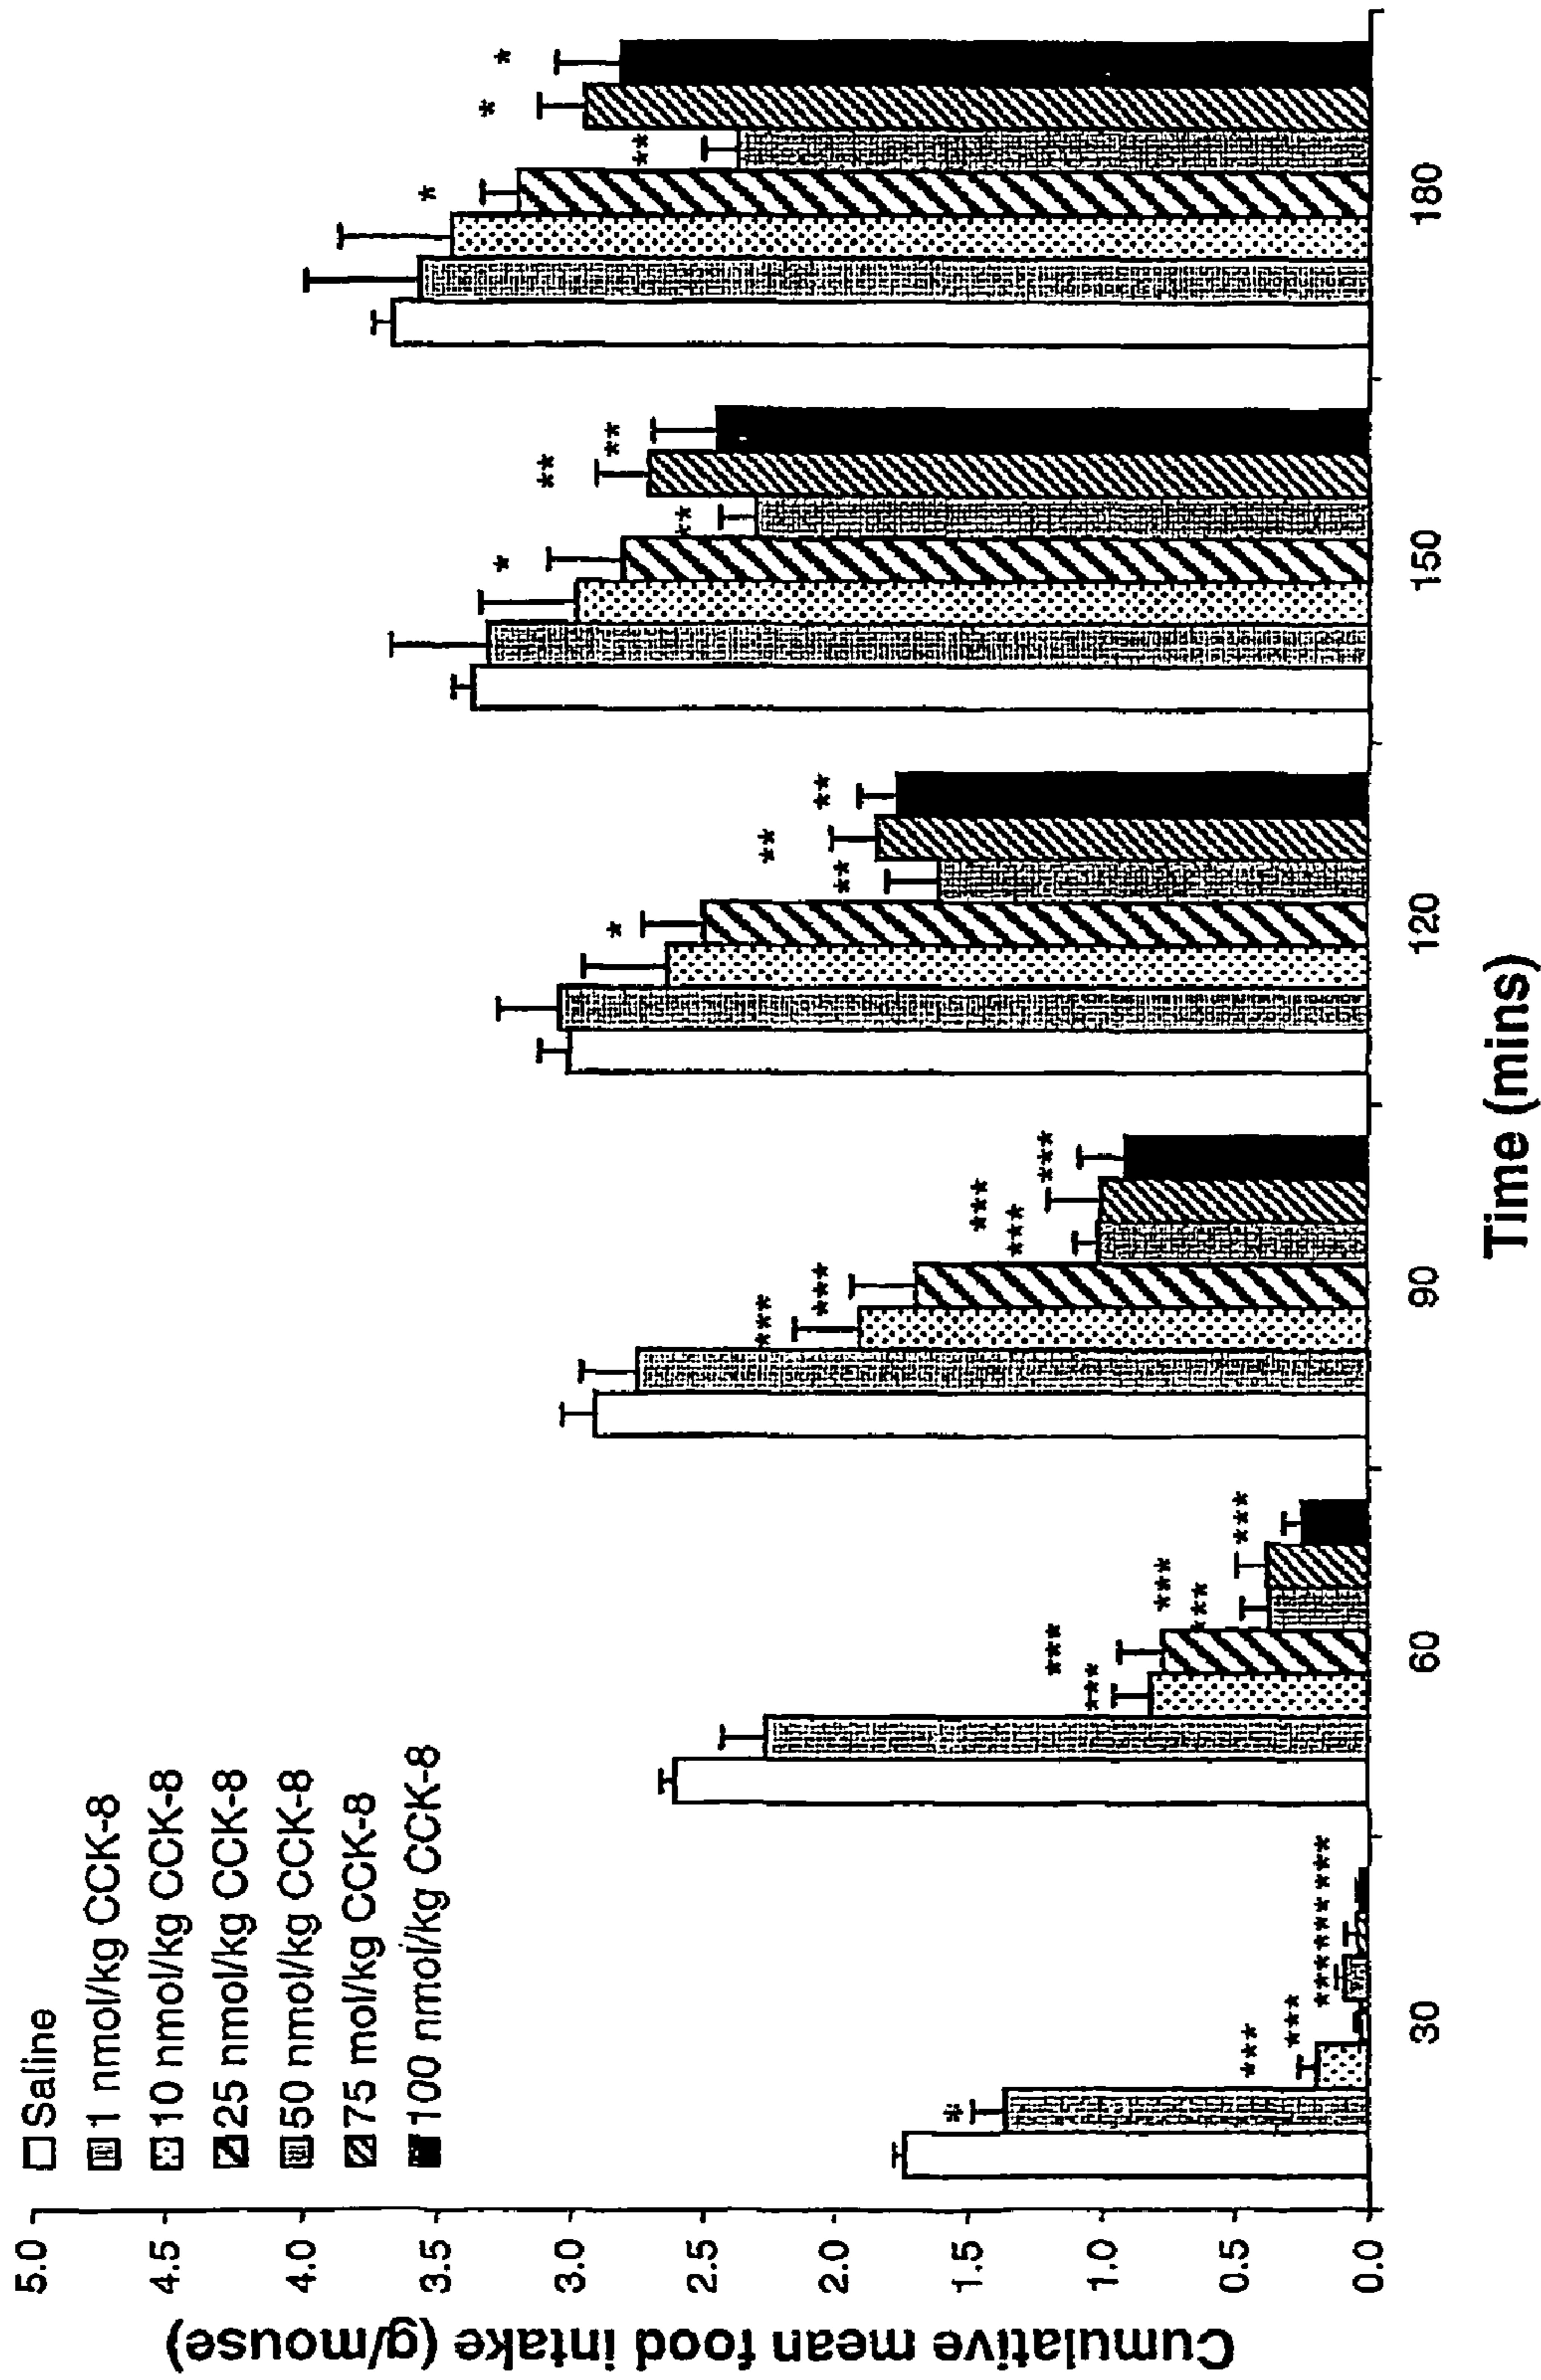 Saline
1 nmol/kg CCK-8
10 nmol/kg CCK-8
25 nmol/kg CCK-8
50 nmol/kg CCK-8
75 mol/kg CCK-8
100 nmol/kg CCK-8
Cumulative mean food intake (g/mouse)
5.0
4.5
4.0
3.5
3.0
2.5
2.0
1.5
1.0
0.5
0.0
* *** *** *********
*** *** *** *** ***
*** *** *** *** ***
* ** ** **
* ** ** **
* ** * *
30 60 90 120 150 180
Time (mins)